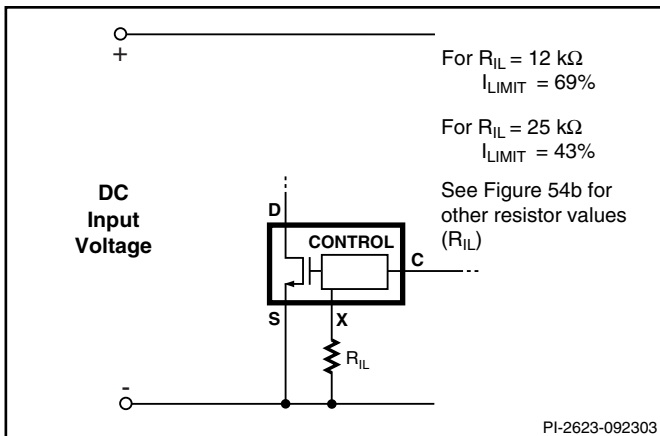 +
For R_IL = 12 kΩ
I_LIMIT = 69%
For R_IL = 25 kΩ
I_LIMIT = 43%
See Figure 54b for
other resistor values
(R_IL)
DC
Input
Voltage
D
CONTROL
C
S
X
R_IL
-
PI-2623-092303